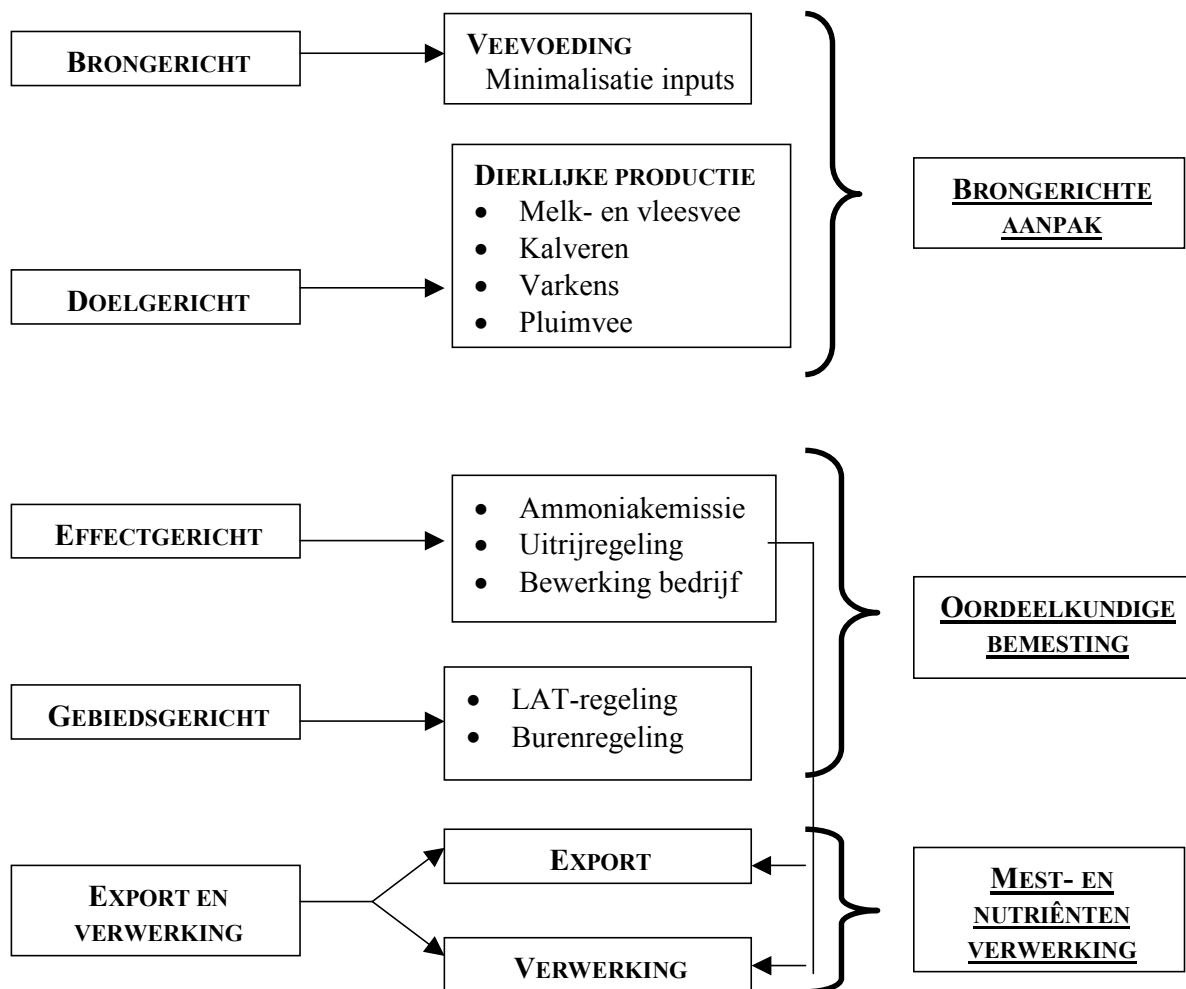 BRONGERICHT
VEEVOEDING
Minimalisatie inputs
DOELGERICHT
DIERLIJKE PRODUCTIE
• Melk- en vleesvee
• Kalveren
• Varkens
• Pluimvee
BRONGERICHTE
AANPAK
EFFECTGERICHT
• Ammoniakemissie
• Uitrijregeling
• Bewerking bedrijf
GEBIEDSGERICHT
• LAT-regeling
• Burenregeling
OORDEELKUNDIGE
BEMESTING
EXPORT EN
VERWERKING
EXPORT
VERWERKING
MEST- EN
NUTRIÊNTEN
VERWERKING